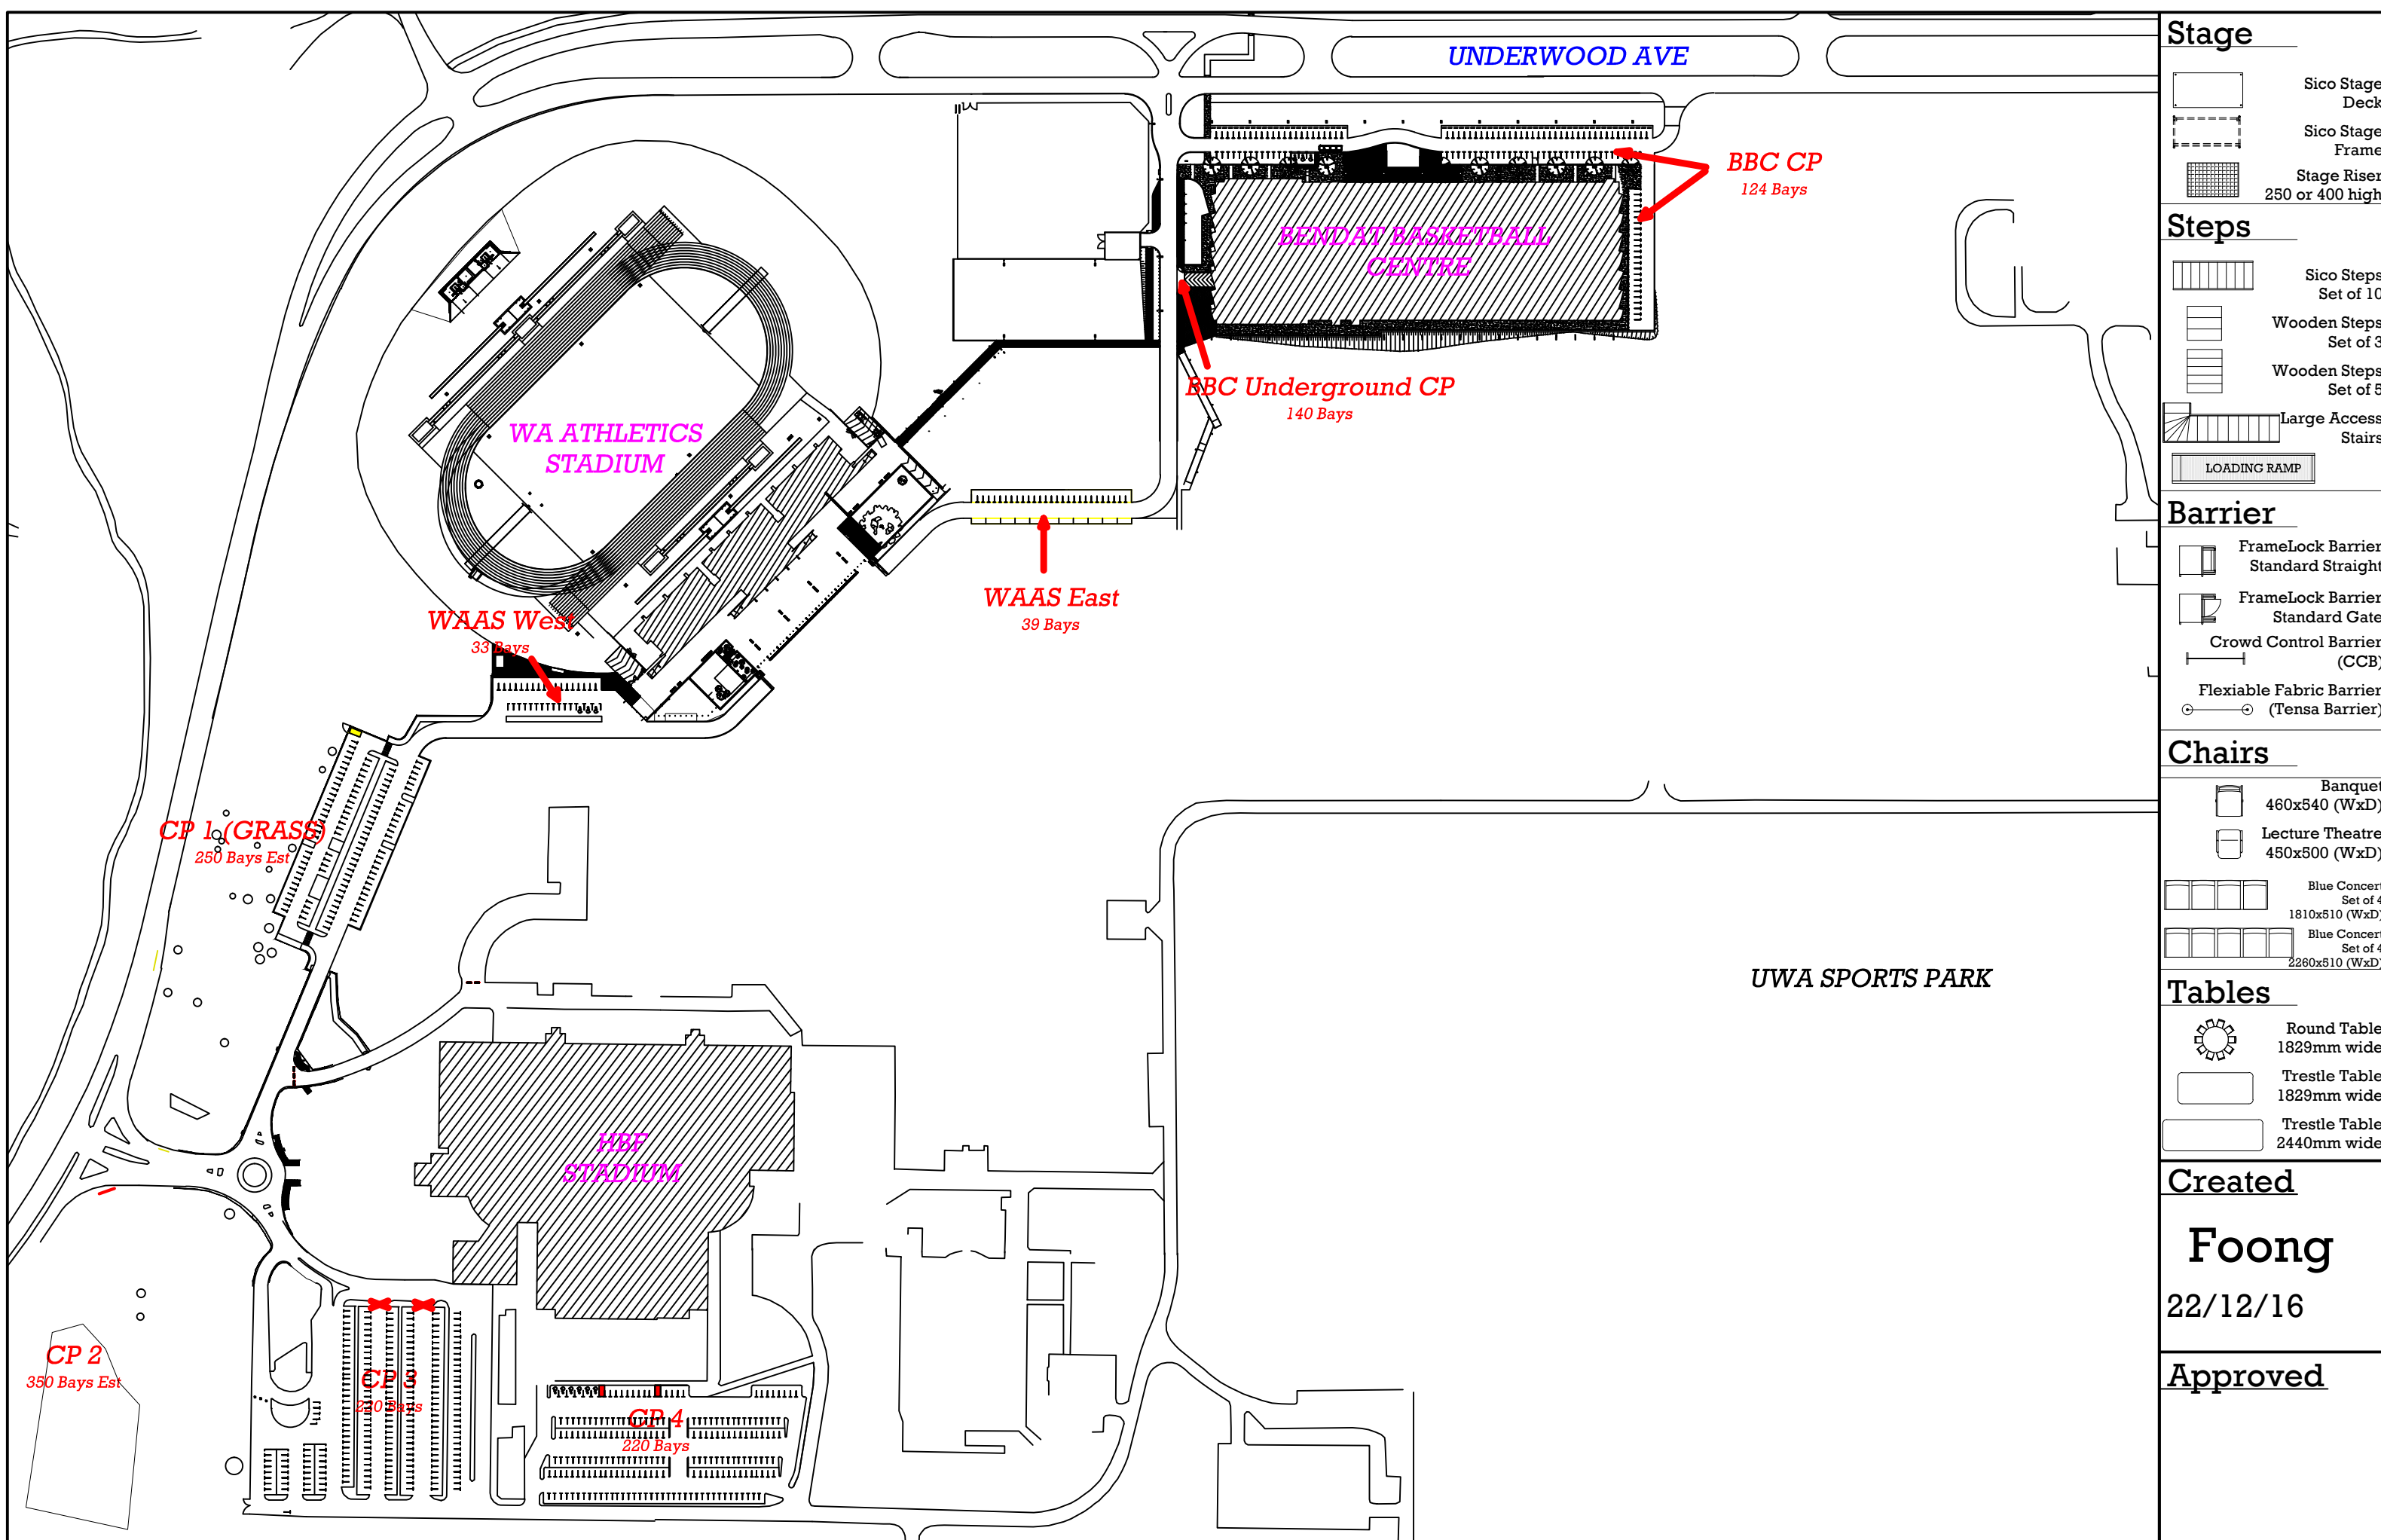 UNDERWOOD AVE
BBC CP
124 Bays
BENDAT BASKETBALL
CENTRE
BBC Underground CP
140 Bays
WA ATHLETICS
STADIUM
WAAS East
39 Bays
WAAS West
33 Bays
CP 1 (GRASS)
250 Bays Est
UWA SPORTS PARK
HBF
STADIUM
CP 2
350 Bays Est
CP 3
220 Bays
CP 4
220 Bays
Stage
Sico Stage
Deck
Sico Stage
Frame
Stage Riser
250 or 400 high
Steps
Sico Steps
Set of 10
Wooden Steps
Set of 3
Wooden Steps
Set of 5
Large Access
Stairs
LOADING RAMP
Barrier
FrameLock Barrier
Standard Straight
FrameLock Barrier
Standard Gate
Crowd Control Barrier
(CCB)
Flexiable Fabric Barrier
(Tensa Barrier)
Chairs
Banquet
460x540 (WxD)
Lecture Theatre
450x500 (WxD)
Blue Concert
Set of 4
1810x510 (WxD)
Blue Concert
Set of 4
2260x510 (WxD)
Tables
Round Table
1829mm wide
Trestle Table
1829mm wide
Trestle Table
2440mm wide
Created
Foong
22/12/16
Approved